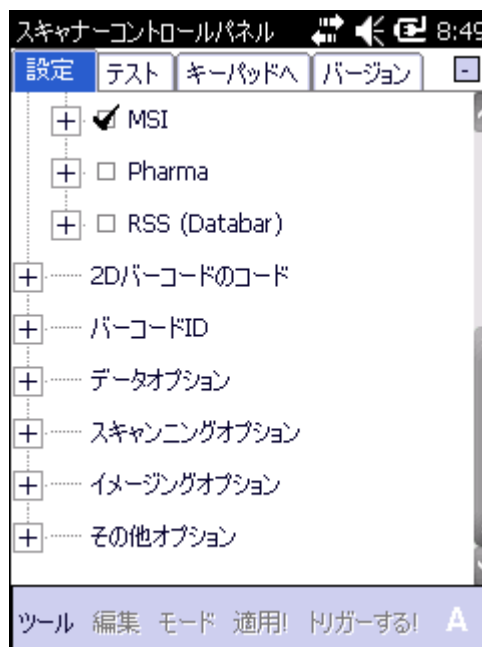 スキャナーコントロールパネル 8:49
設定 テスト キーパッドへ バージョン -
MSI
Pharma
RSS (Databar)
2Dバーコードのコード
バーコードID
データオプション
スキャンニングオプション
イメージングオプション
その他オプション
ツール 編集 モード 適用! トリガーする! A